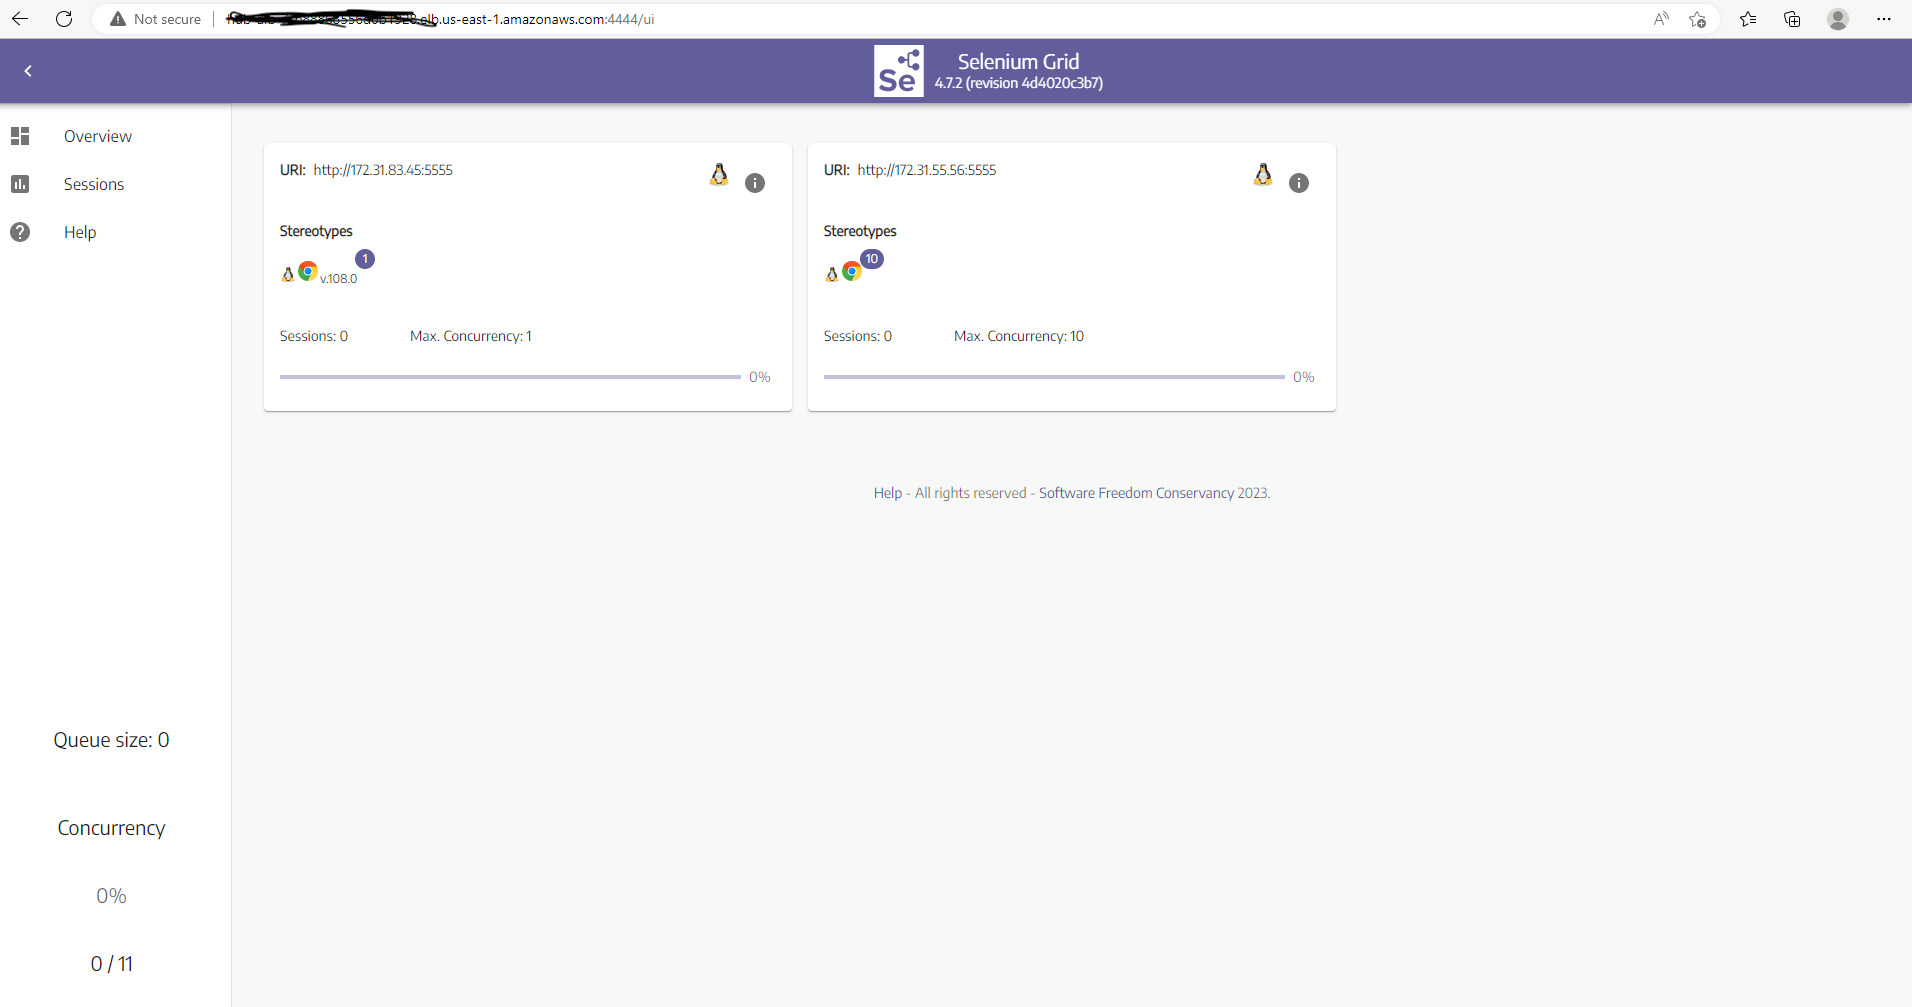 Not secure
.elb.us-east-1.amazonaws.com:4444/ui
Se
Selenium Grid
4.7.2 (revision 4d4020c3b7)
Overview
Sessions
Help
URI: http://172.31.83.45:5555
Stereotypes
v.108.0
1
Sessions: 0 Max. Concurrency: 1
0%
URI: http://172.31.55.56:5555
Stereotypes
10
Sessions: 0 Max. Concurrency: 10
0%
Help - All rights reserved - Software Freedom Conservancy 2023.
Queue size: 0
Concurrency
0%
0 / 11